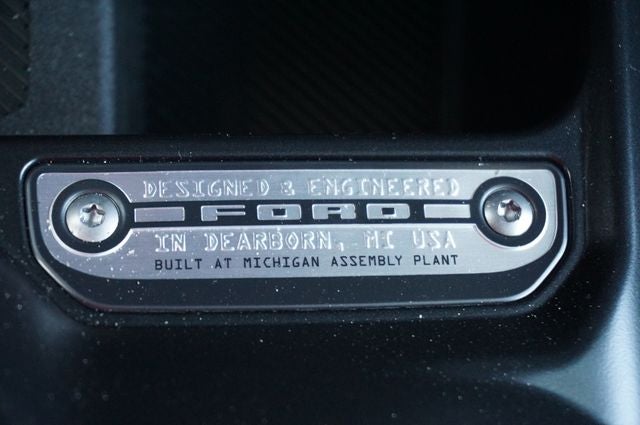 DESIGNED & ENGINEERED
FORD
IN DEARBORN, MI USA
BUILT AT MICHIGAN ASSEMBLY PLANT